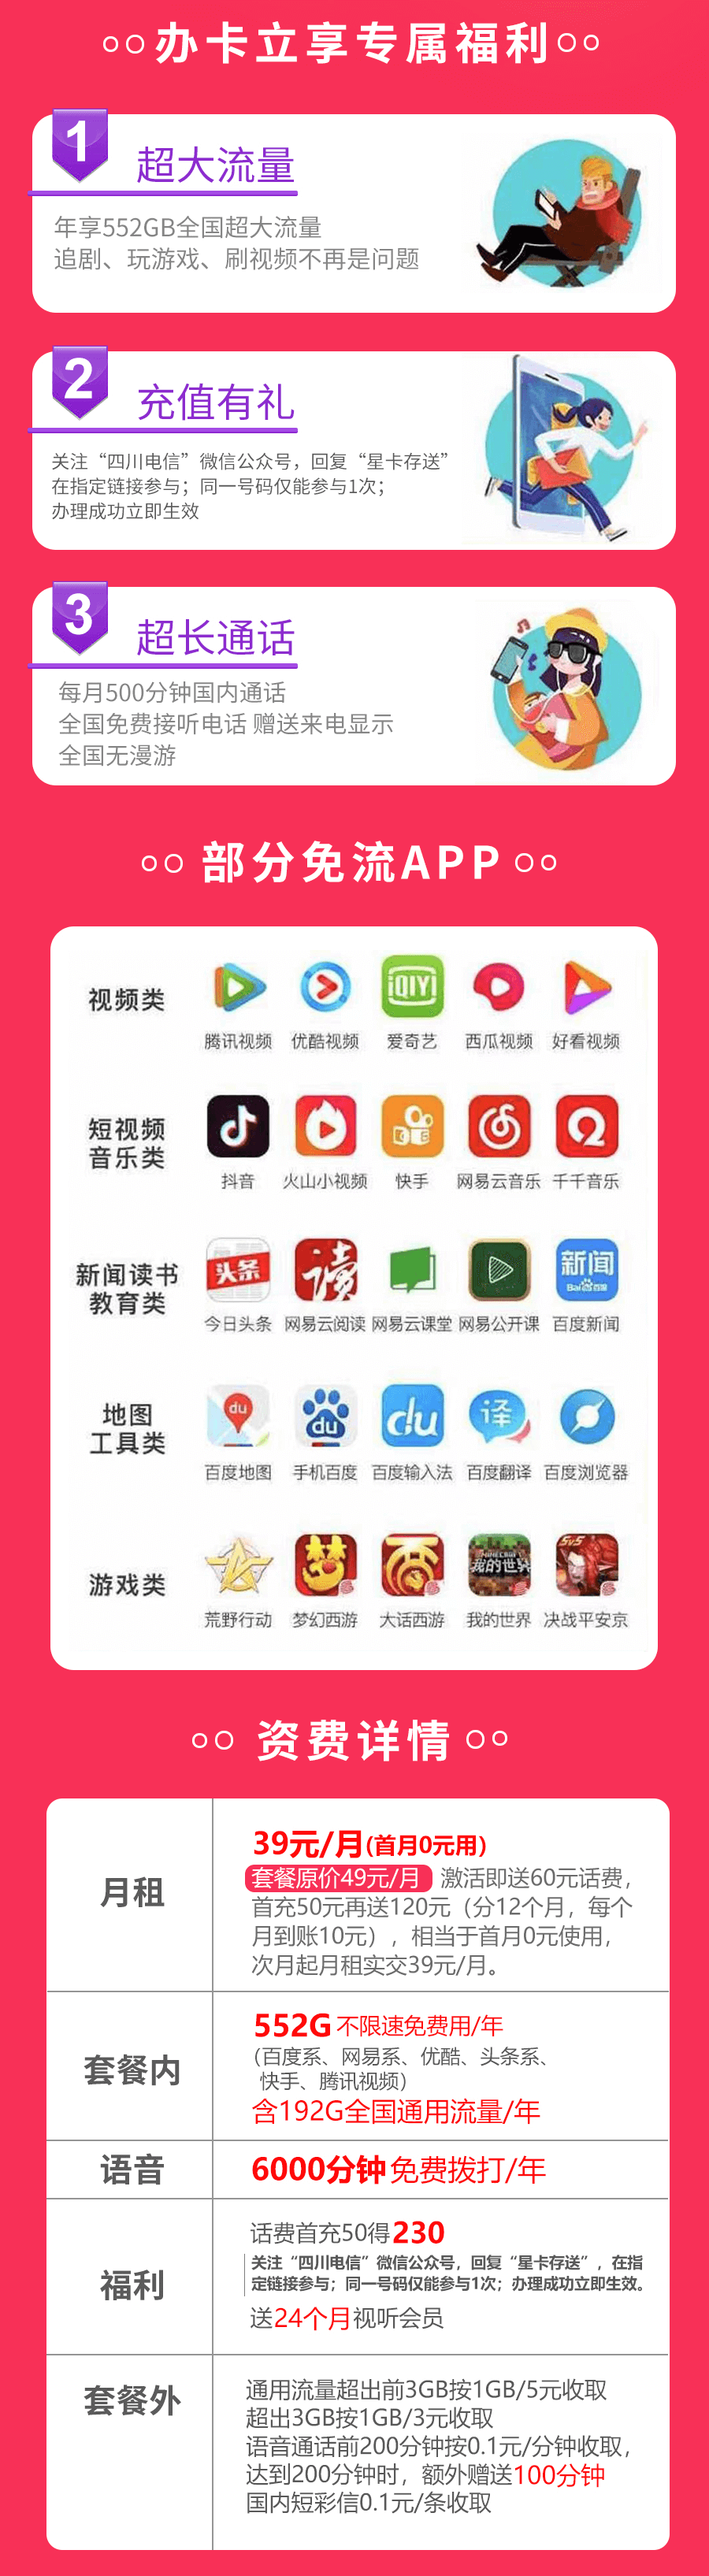 办卡立享专属福利
1
超大流量
年享552GB全国超大流量
追剧、玩游戏、刷视频不再是问题
2
充值有礼
关注“四川电信”微信公众号，回复“星卡存送”
在指定链接参与；同一号码仅能参与1次；
办理成功立即生效
3
超长通话
每月500分钟国内通话
全国免费接听电话 赠送来电显示
全国无漫游
部分免流APP
视频类
iQIYI
腾讯视频 优酷视频 爱奇艺 西瓜视频 好看视频
短视频
音乐类
抖音 火山小视频 快手 网易云音乐 千千音乐
新闻读书
教育类
头条 读 新闻
Bai百度
今日头条 网易云阅读 网易云课堂 网易公开课 百度新闻
地图
工具类
du du du 译
百度地图 手机百度 百度输入法 百度翻译 百度浏览器
游戏类
梦 西 MINECRAFT 我的世界 5v5
荒野行动 梦幻西游 大话西游 我的世界 决战平安京
资费详情
月租
39元/月(首月0元用)
套餐原价49元/月 激活即送60元话费，
首充50元再送120元（分12个月，每个
月到账10元），相当于首月0元使用，
次月起月租实交39元/月。
套餐内
552G 不限速免费用/年
（百度系、网易系、优酷、头条系、
快手、腾讯视频）
含192G全国通用流量/年
语音
6000分钟免费拨打/年
福利
话费首充50得230
关注“四川电信”微信公众号，回复“星卡存送”，在指
定链接参与；同一号码仅能参与1次；办理成功立即生效。
送24个月视听会员
套餐外
通用流量超出前3GB按1GB/5元收取
超出3GB按1GB/3元收取
语音通话前200分钟按0.1元/分钟收取，
达到200分钟时，额外赠送100分钟
国内短彩信0.1元/条收取